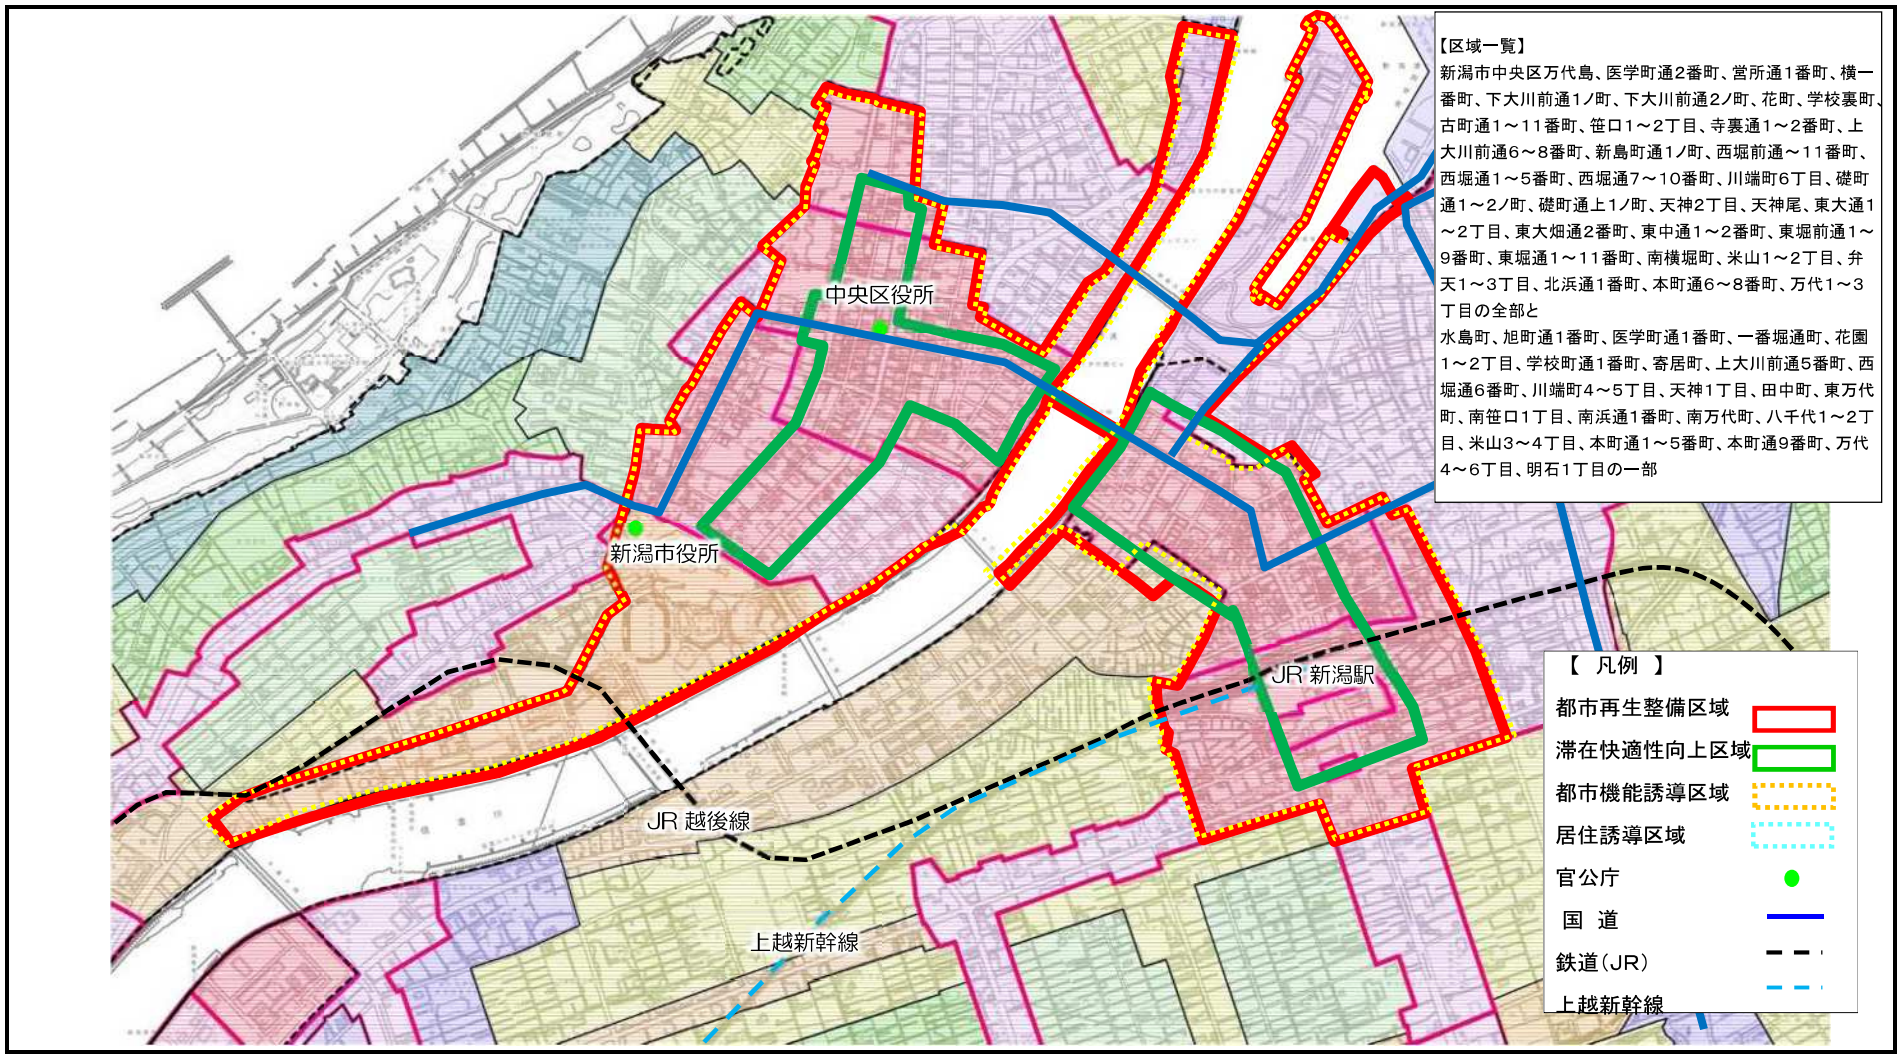 【区域一覧】
新潟市中央区万代島、医学町通2番町、営所通1番町、横一
番町、下大川前通1ノ町、下大川前通2ノ町、花町、学校裏町、
古町通1～11番町、笹口1～2丁目、寺裏通1～2番町、上
大川前通6～8番町、新島町通1ノ町、西堀前通～11番町、
西堀通1～5番町、西堀通7～10番町、川端町6丁目、礎町
通1～2ノ町、礎町通上1ノ町、天神2丁目、天神尾、東大通1
～2丁目、東大畑通2番町、東中通1～2番町、東堀前通1～
9番町、東堀通1～11番町、南横堀町、米山1～2丁目、弁
天1～3丁目、北浜通1番町、本町通6～8番町、万代1～3
丁目の全部と
水島町、旭町通1番町、医学町通1番町、一番堀通町、花園
1～2丁目、学校町通1番町、寄居町、上大川前通5番町、西
堀通6番町、川端町4～5丁目、天神1丁目、田中町、東万代
町、南笹口1丁目、南浜通1番町、南万代町、八千代1～2丁
目、米山3～4丁目、本町通1～5番町、本町通9番町、万代
4～6丁目、明石1丁目の一部
中央区役所
新潟市役所
JR 新潟駅
JR 越後線
上越新幹線
【 凡例 】
都市再生整備区域
滞在快適性向上区域
都市機能誘導区域
居住誘導区域
官公庁
国 道
鉄道(JR)
上越新幹線